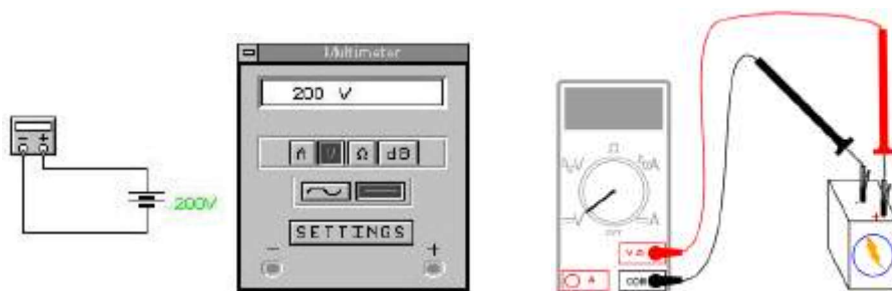 200V
Multimeter
200 V
A V Ω dB
SETTINGS
- +
Ω
V
A
V Ω
A
COM
+